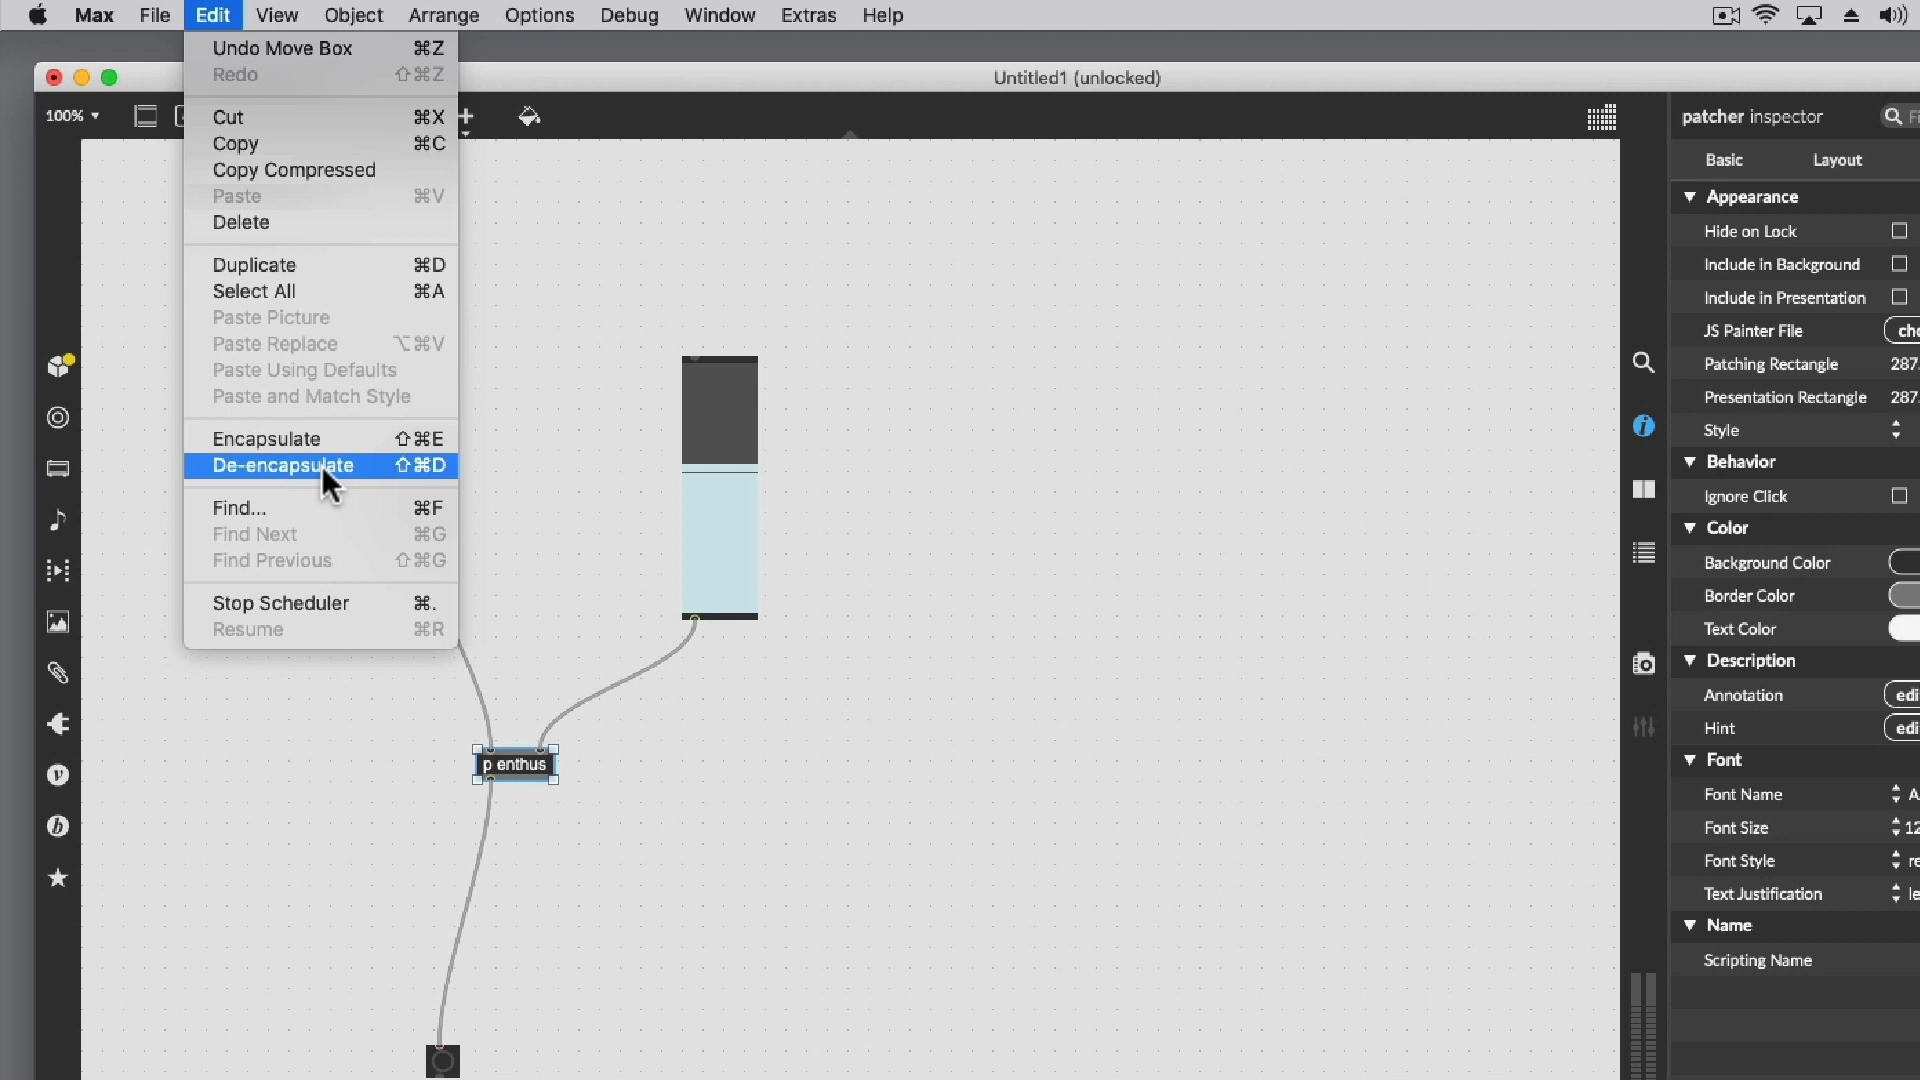 Max File Edit View Object Arrange Options Debug Window Extras Help
Undo Move Box ⌘Z
Redo ⇧⌘Z
Cut ⌘X
Copy ⌘C
Copy Compressed
Paste ⌘V
Delete
Duplicate ⌘D
Select All ⌘A
Paste Picture
Paste Replace ⌥⌘V
Paste Using Defaults
Paste and Match Style
Encapsulate ⇧⌘E
De-encapsulate ⇧⌘D
Find... ⌘F
Find Next ⌘G
Find Previous ⇧⌘G
Stop Scheduler ⌘.
Resume ⌘R
Untitled1 (unlocked)
100%
p enthus
patcher inspector
Basic Layout
Appearance
Hide on Lock
Include in Background
Include in Presentation
JS Painter File
Patching Rectangle 287.
Presentation Rectangle 287.
Style
Behavior
Ignore Click
Color
Background Color
Border Color
Text Color
Description
Annotation
Hint
Font
Font Name
Font Size 12
Font Style
Text Justification
Name
Scripting Name